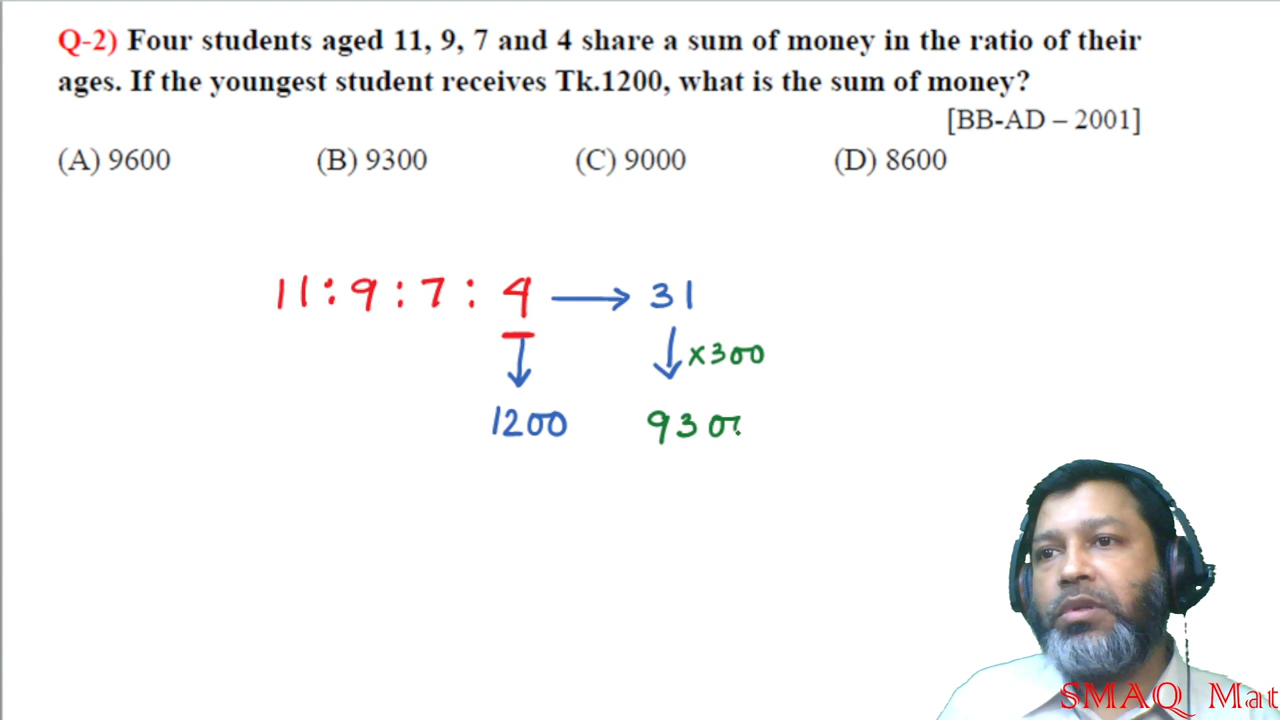 Q-2) Four students aged 11, 9, 7 and 4 share a sum of money in the ratio of their
ages. If the youngest student receives Tk.1200, what is the sum of money?
[BB-AD – 2001]
(A) 9600 (B) 9300 (C) 9000 (D) 8600
11 : 9 : 7 : 4 → 31
↓ ↓ ×300
1200 930
SMAQ Mat